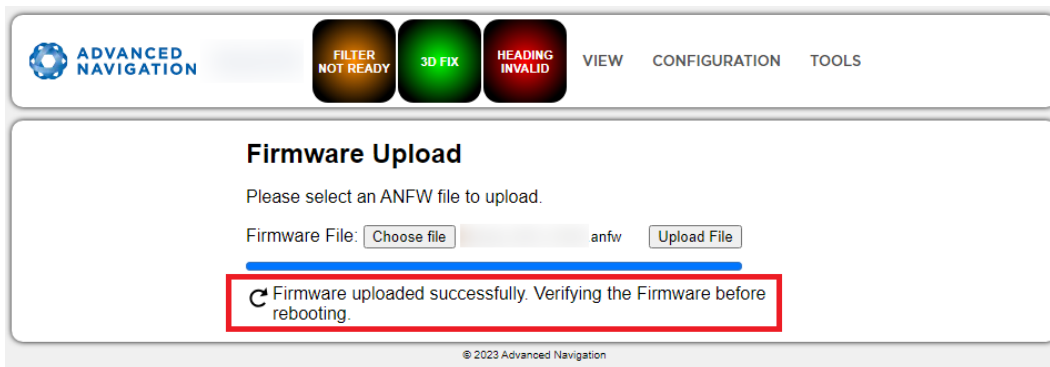 ADVANCED
NAVIGATION
FILTER
NOT READY
3D FIX
HEADING
INVALID
VIEW
CONFIGURATION
TOOLS
Firmware Upload
Please select an ANFW file to upload.
Firmware File: Choose file anfw Upload File
Firmware uploaded successfully. Verifying the Firmware before
rebooting.
© 2023 Advanced Navigation